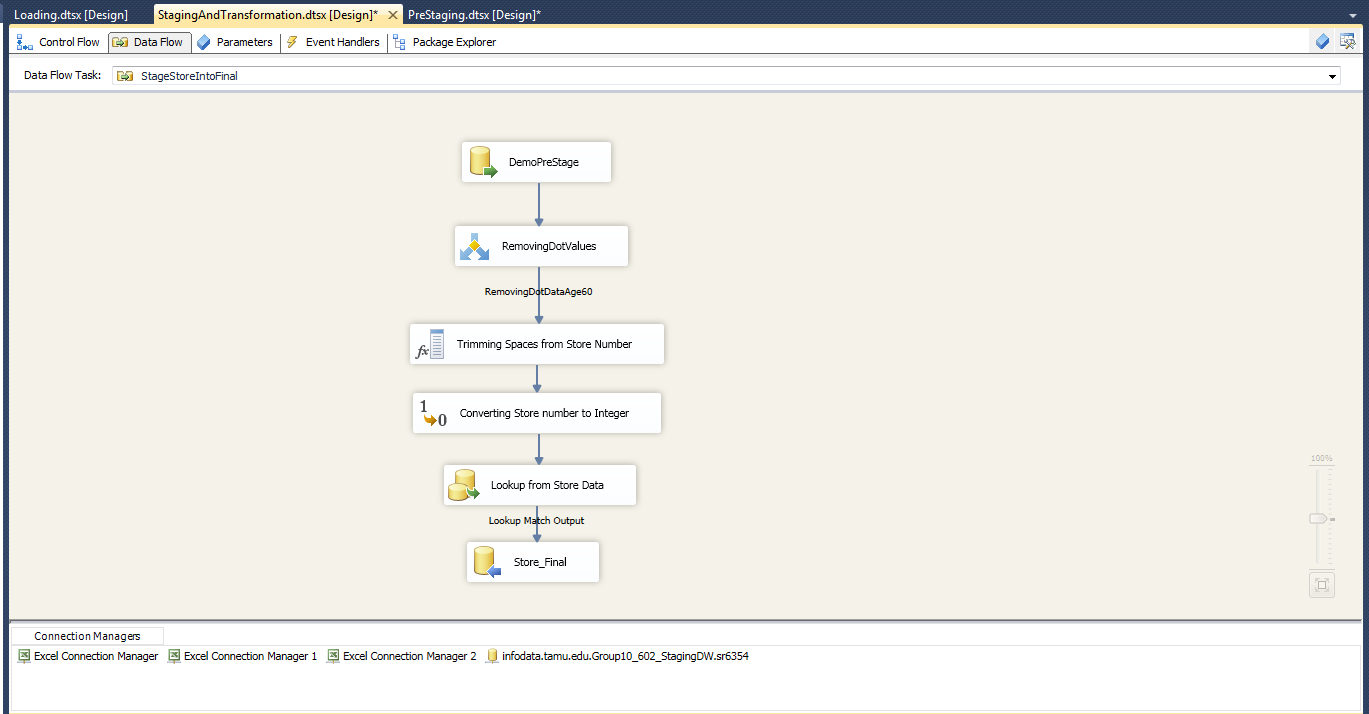 Loading.dtsx [Design] StagingAndTransformation.dtsx [Design]* PreStaging.dtsx [Design]*
Control Flow Data Flow Parameters Event Handlers Package Explorer
Data Flow Task: StageStoreIntoFinal
DemoPreStage
RemovingDotValues
RemovingDotDataAge60
fx Trimming Spaces from Store Number
1 0 Converting Store number to Integer
100%
Lookup from Store Data
Lookup Match Output
Store_Final
Connection Managers
Excel Connection Manager Excel Connection Manager 1 Excel Connection Manager 2 infodata.tamu.edu.Group10_602_StagingDW.sr6354